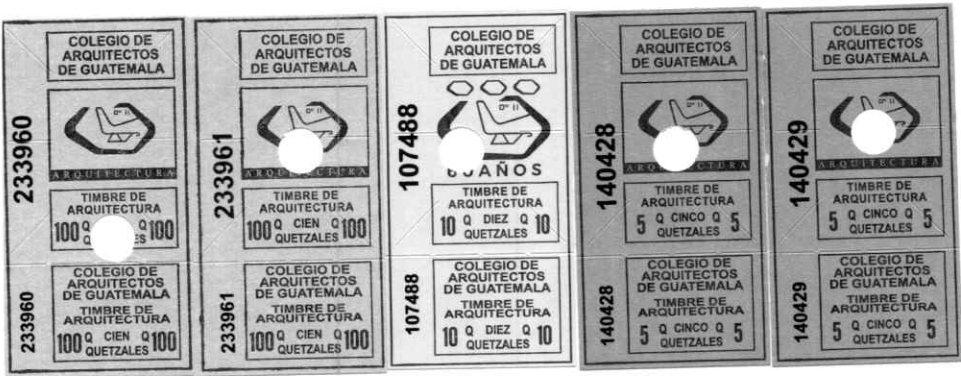 233960
COLEGIO DE
ARQUITECTOS
DE GUATEMALA
ARQUITECTURA
TIMBRE DE
ARQUITECTURA
100 Q Q 100
233960
COLEGIO DE
ARQUITECTOS
DE GUATEMALA
TIMBRE DE
ARQUITECTURA
100 Q CIEN Q 100
QUETZALES
233961
COLEGIO DE
ARQUITECTOS
DE GUATEMALA
ARQUITECTURA
TIMBRE DE
ARQUITECTURA
100 Q CIEN Q 100
QUETZALES
233961
COLEGIO DE
ARQUITECTOS
DE GUATEMALA
TIMBRE DE
ARQUITECTURA
100 Q CIEN Q 100
QUETZALES
107488
COLEGIO DE
ARQUITECTOS
DE GUATEMALA
AÑOS
TIMBRE DE
ARQUITECTURA
10 Q DIEZ Q 10
QUETZALES
107488
COLEGIO DE
ARQUITECTOS
DE GUATEMALA
TIMBRE DE
ARQUITECTURA
10 Q DIEZ Q 10
QUETZALES
140428
COLEGIO DE
ARQUITECTOS
DE GUATEMALA
ARQUITECTURA
TIMBRE DE
ARQUITECTURA
5 Q CINCO Q 5
QUETZALES
140428
COLEGIO DE
ARQUITECTOS
DE GUATEMALA
TIMBRE DE
ARQUITECTURA
5 Q CINCO Q 5
QUETZALES
140429
COLEGIO DE
ARQUITECTOS
DE GUATEMALA
ARQUITECTURA
TIMBRE DE
ARQUITECTURA
5 Q CINCO Q 5
QUETZALES
140429
COLEGIO DE
ARQUITECTOS
DE GUATEMALA
TIMBRE DE
ARQUITECTURA
5 Q CINCO Q 5
QUETZALES